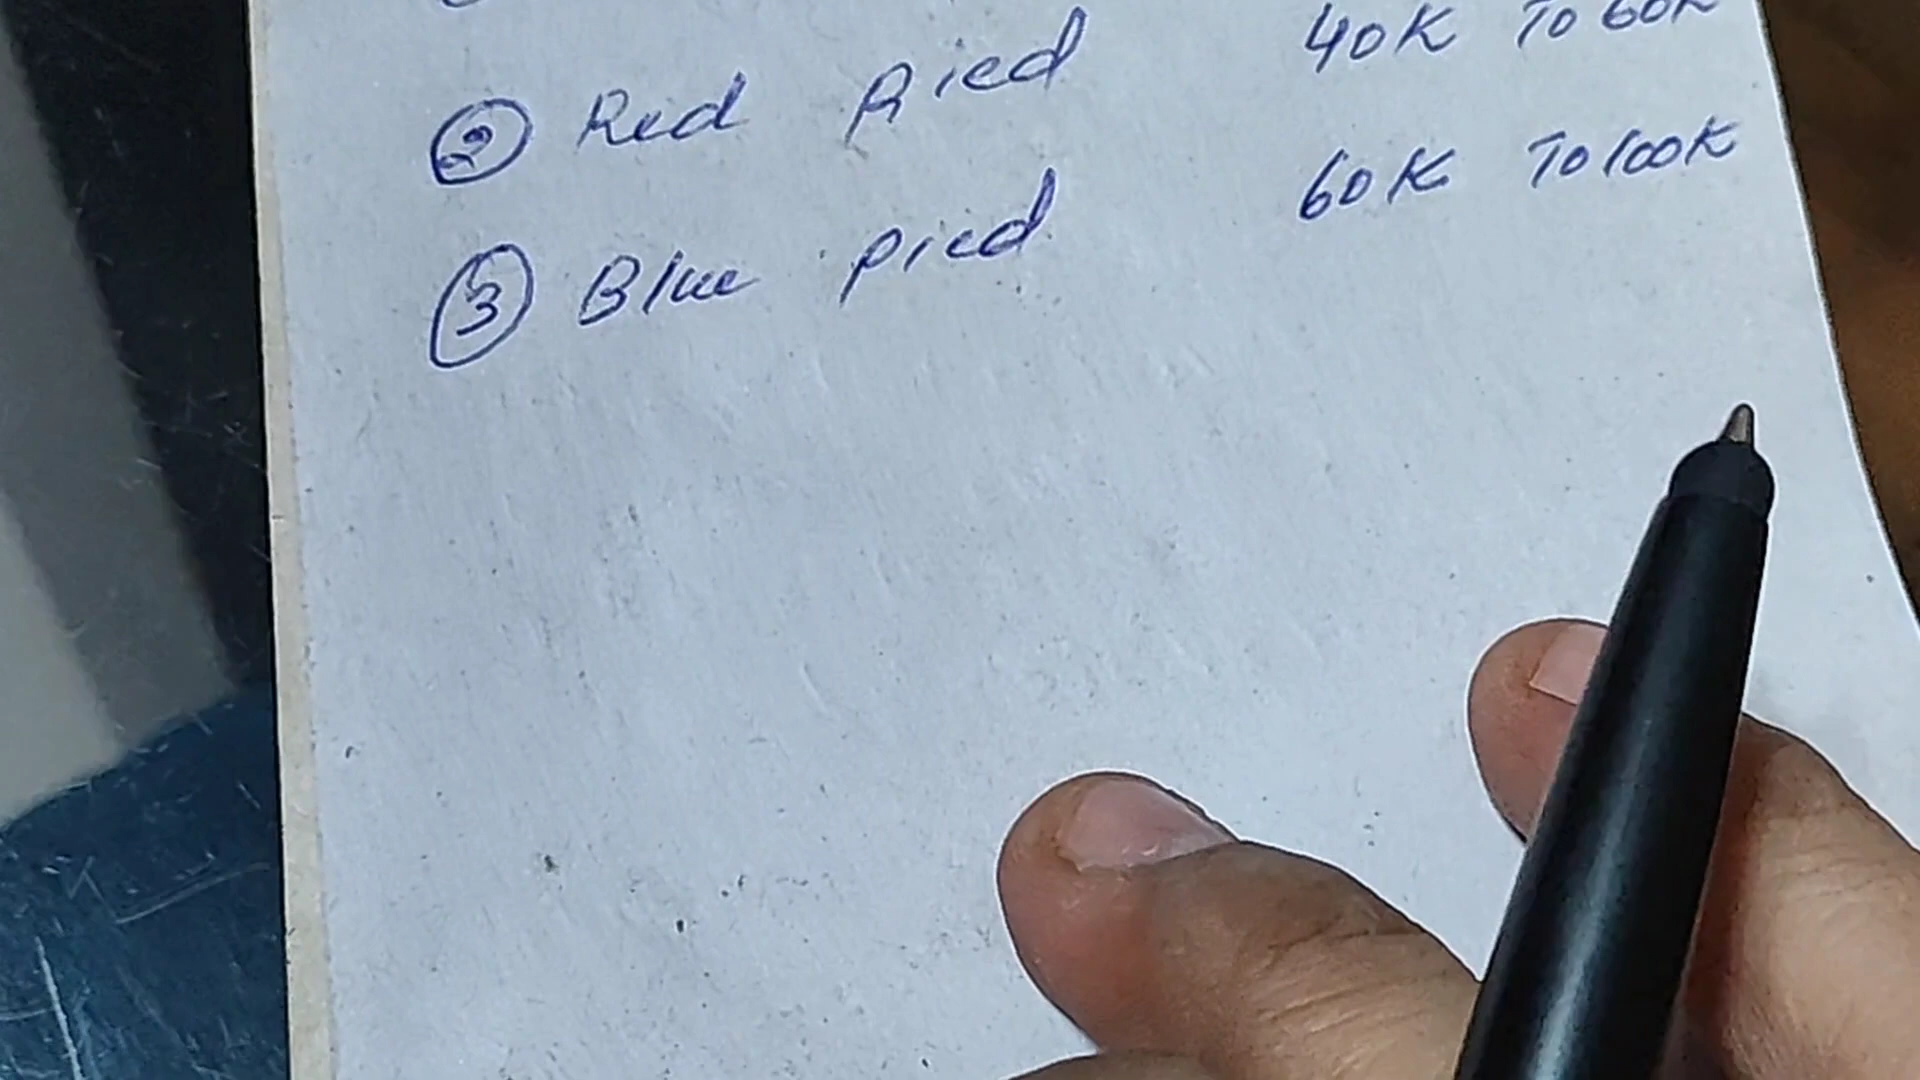 ② Red Pied 40K To 60K
③ Blue pied 60K To 100K